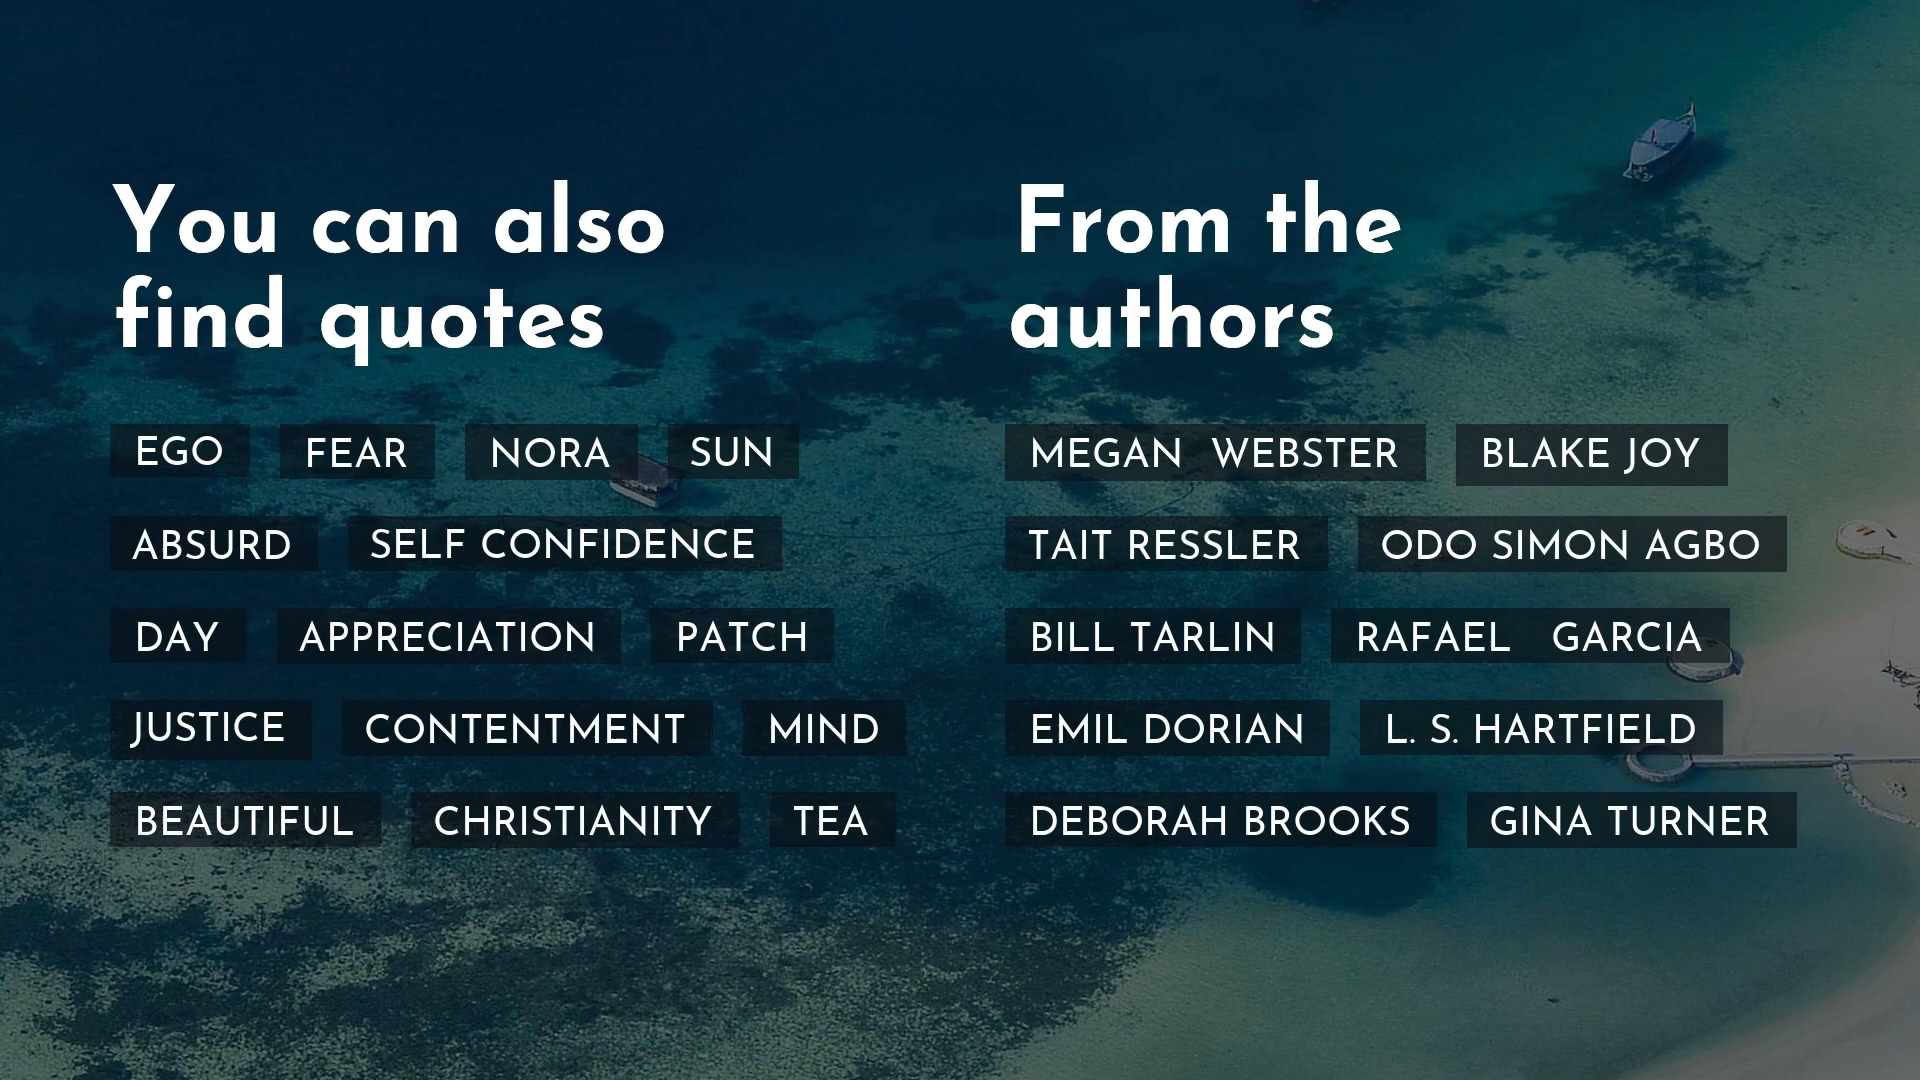 You can also
find quotes
EGO FEAR NORA SUN
ABSURD SELF CONFIDENCE
DAY APPRECIATION PATCH
JUSTICE CONTENTMENT MIND
BEAUTIFUL CHRISTIANITY TEA
From the
authors
MEGAN WEBSTER BLAKE JOY
TAIT RESSLER ODO SIMON AGBO
BILL TARLIN RAFAEL GARCIA
EMIL DORIAN L. S. HARTFIELD
DEBORAH BROOKS GINA TURNER